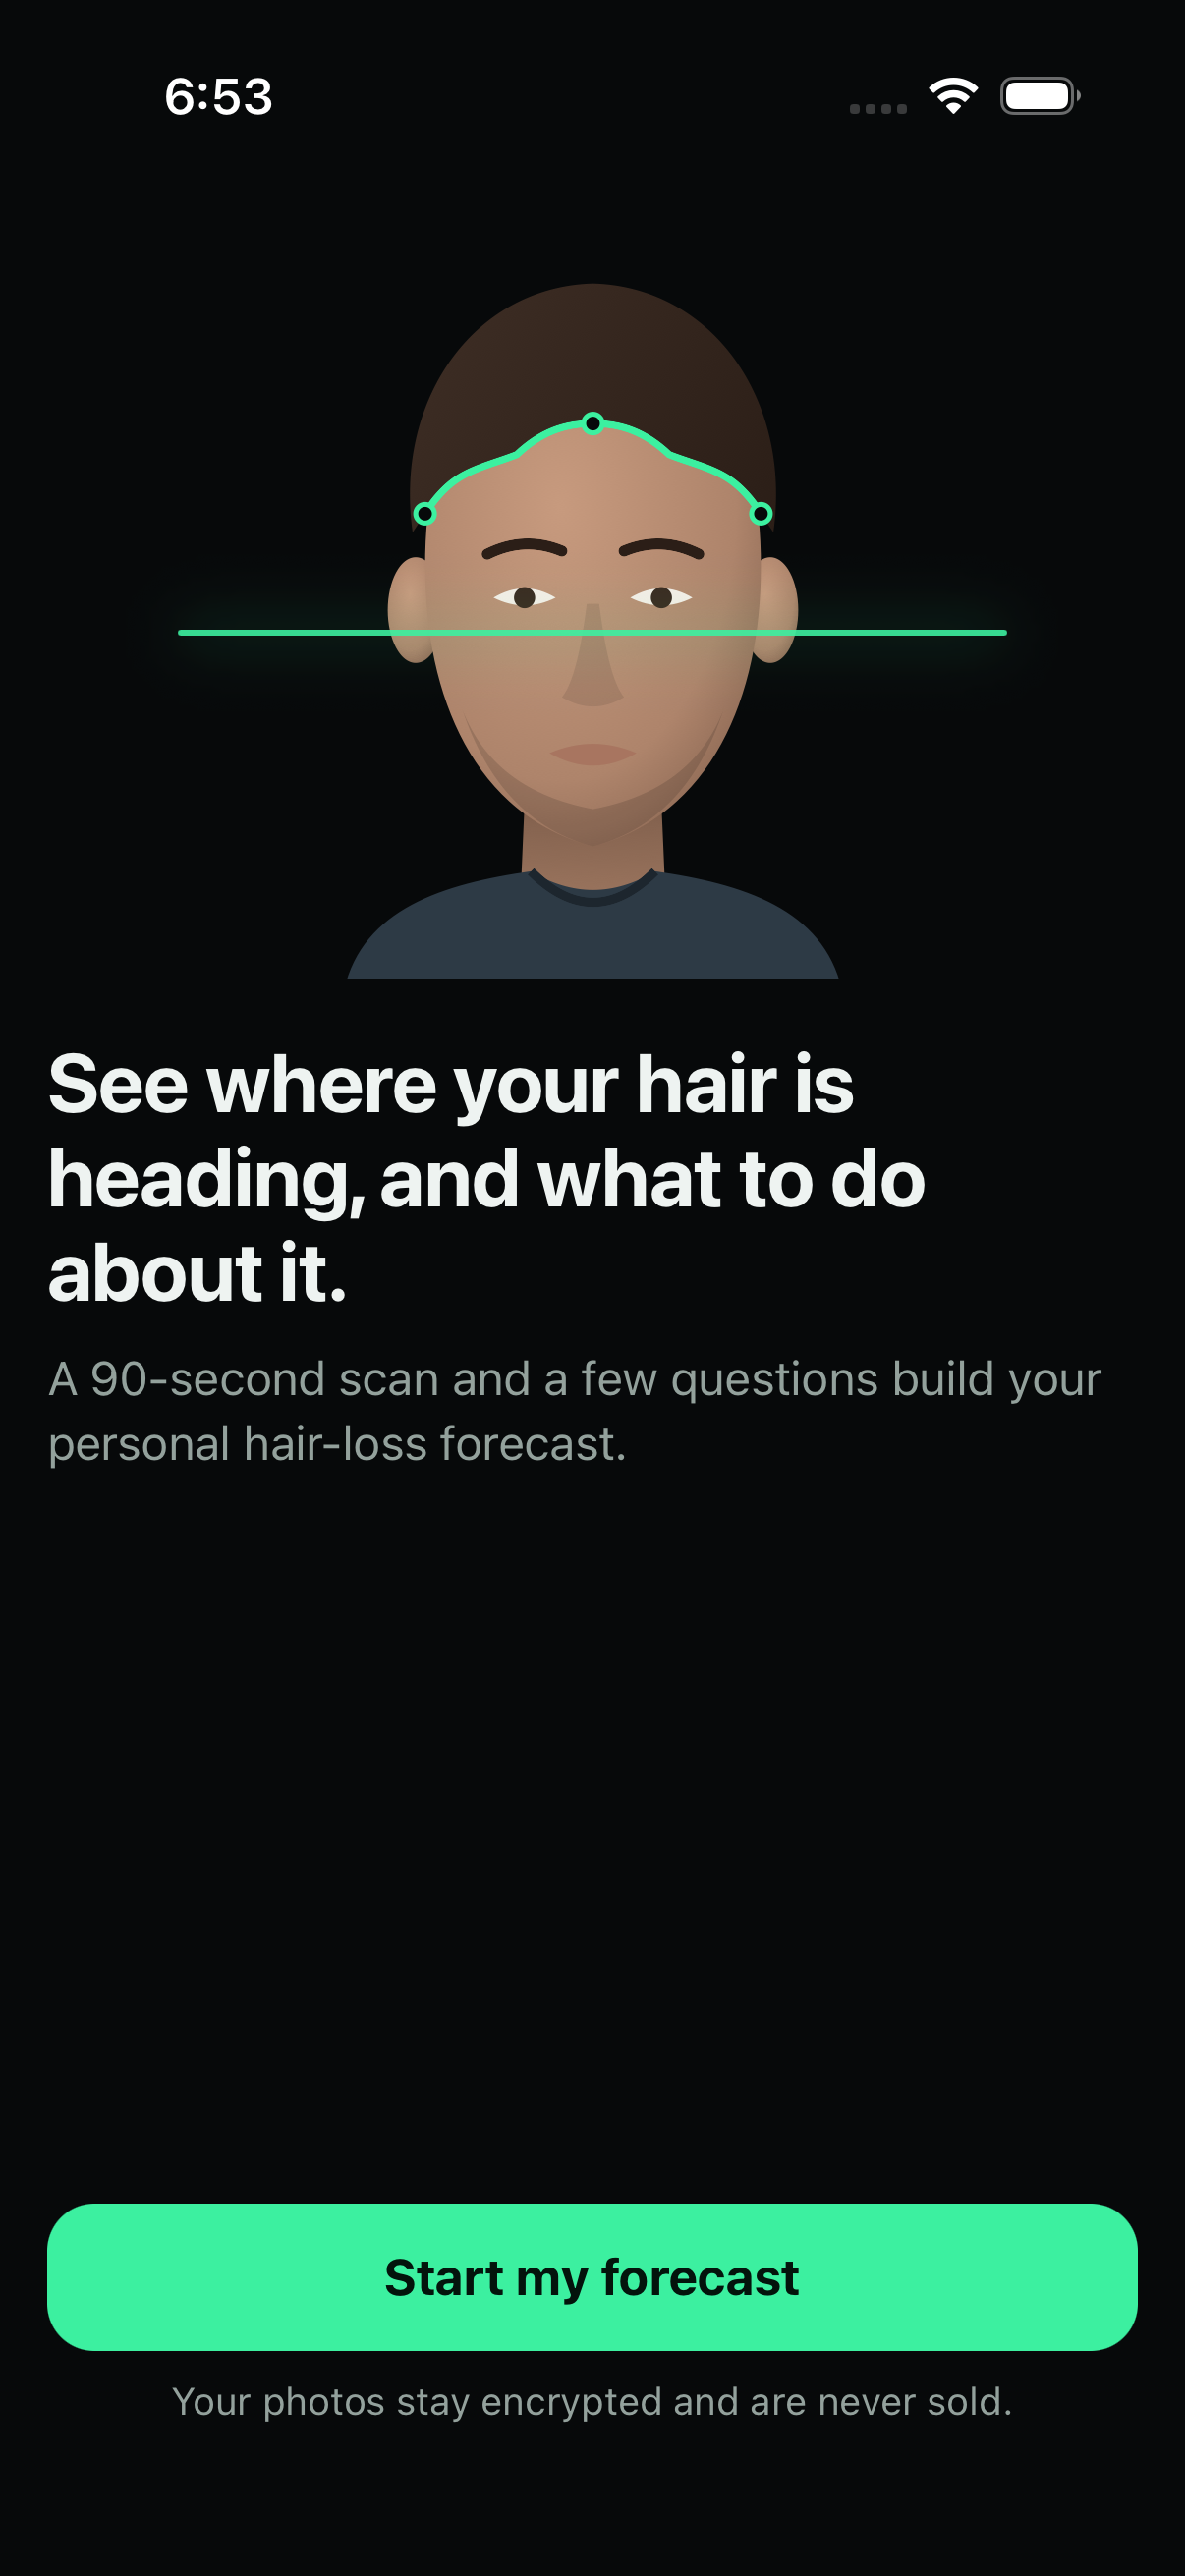 6:53
See where your hair is
heading, and what to do
about it.
A 90-second scan and a few questions build your
personal hair-loss forecast.
Start my forecast
Your photos stay encrypted and are never sold.